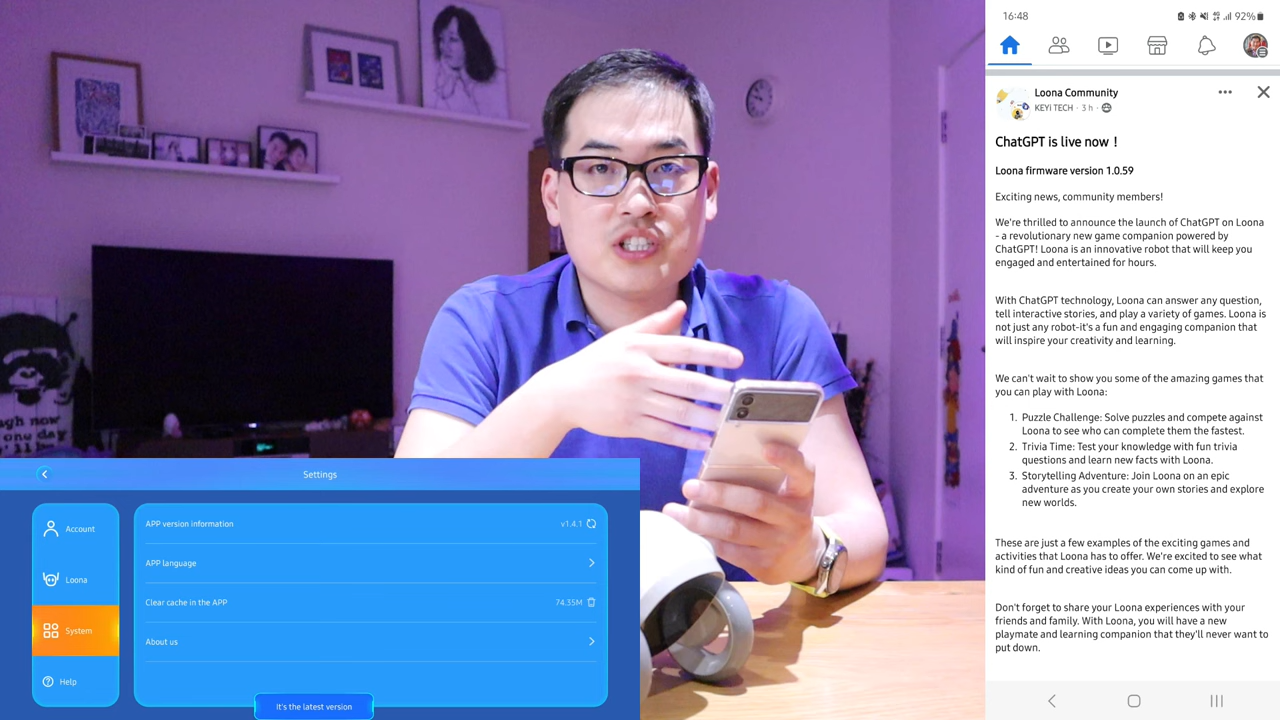 ugh now
one day
'll be
Settings
Account
Loona
System
Help
APP version information
v1.4.1
APP language
Clear cache in the APP
74.35M
About us
It's the latest version
16:48
92%
Loona Community
KEYI TECH · 3 h ·
ChatGPT is live now！
Loona firmware version 1.0.59
Exciting news, community members!
We're thrilled to announce the launch of ChatGPT on Loona
- a revolutionary new game companion powered by
ChatGPT! Loona is an innovative robot that will keep you
engaged and entertained for hours.
With ChatGPT technology, Loona can answer any question,
tell interactive stories, and play a variety of games. Loona is
not just any robot-it's a fun and engaging companion that
will inspire your creativity and learning.
We can't wait to show you some of the amazing games that
you can play with Loona:
1. Puzzle Challenge: Solve puzzles and compete against
Loona to see who can complete them the fastest.
2. Trivia Time: Test your knowledge with fun trivia
questions and learn new facts with Loona.
3. Storytelling Adventure: Join Loona on an epic
adventure as you create your own stories and explore
new worlds.
These are just a few examples of the exciting games and
activities that Loona has to offer. We're excited to see what
kind of fun and creative ideas you can come up with.
Don't forget to share your Loona experiences with your
friends and family. With Loona, you will have a new
playmate and learning companion that they'll never want to
put down.